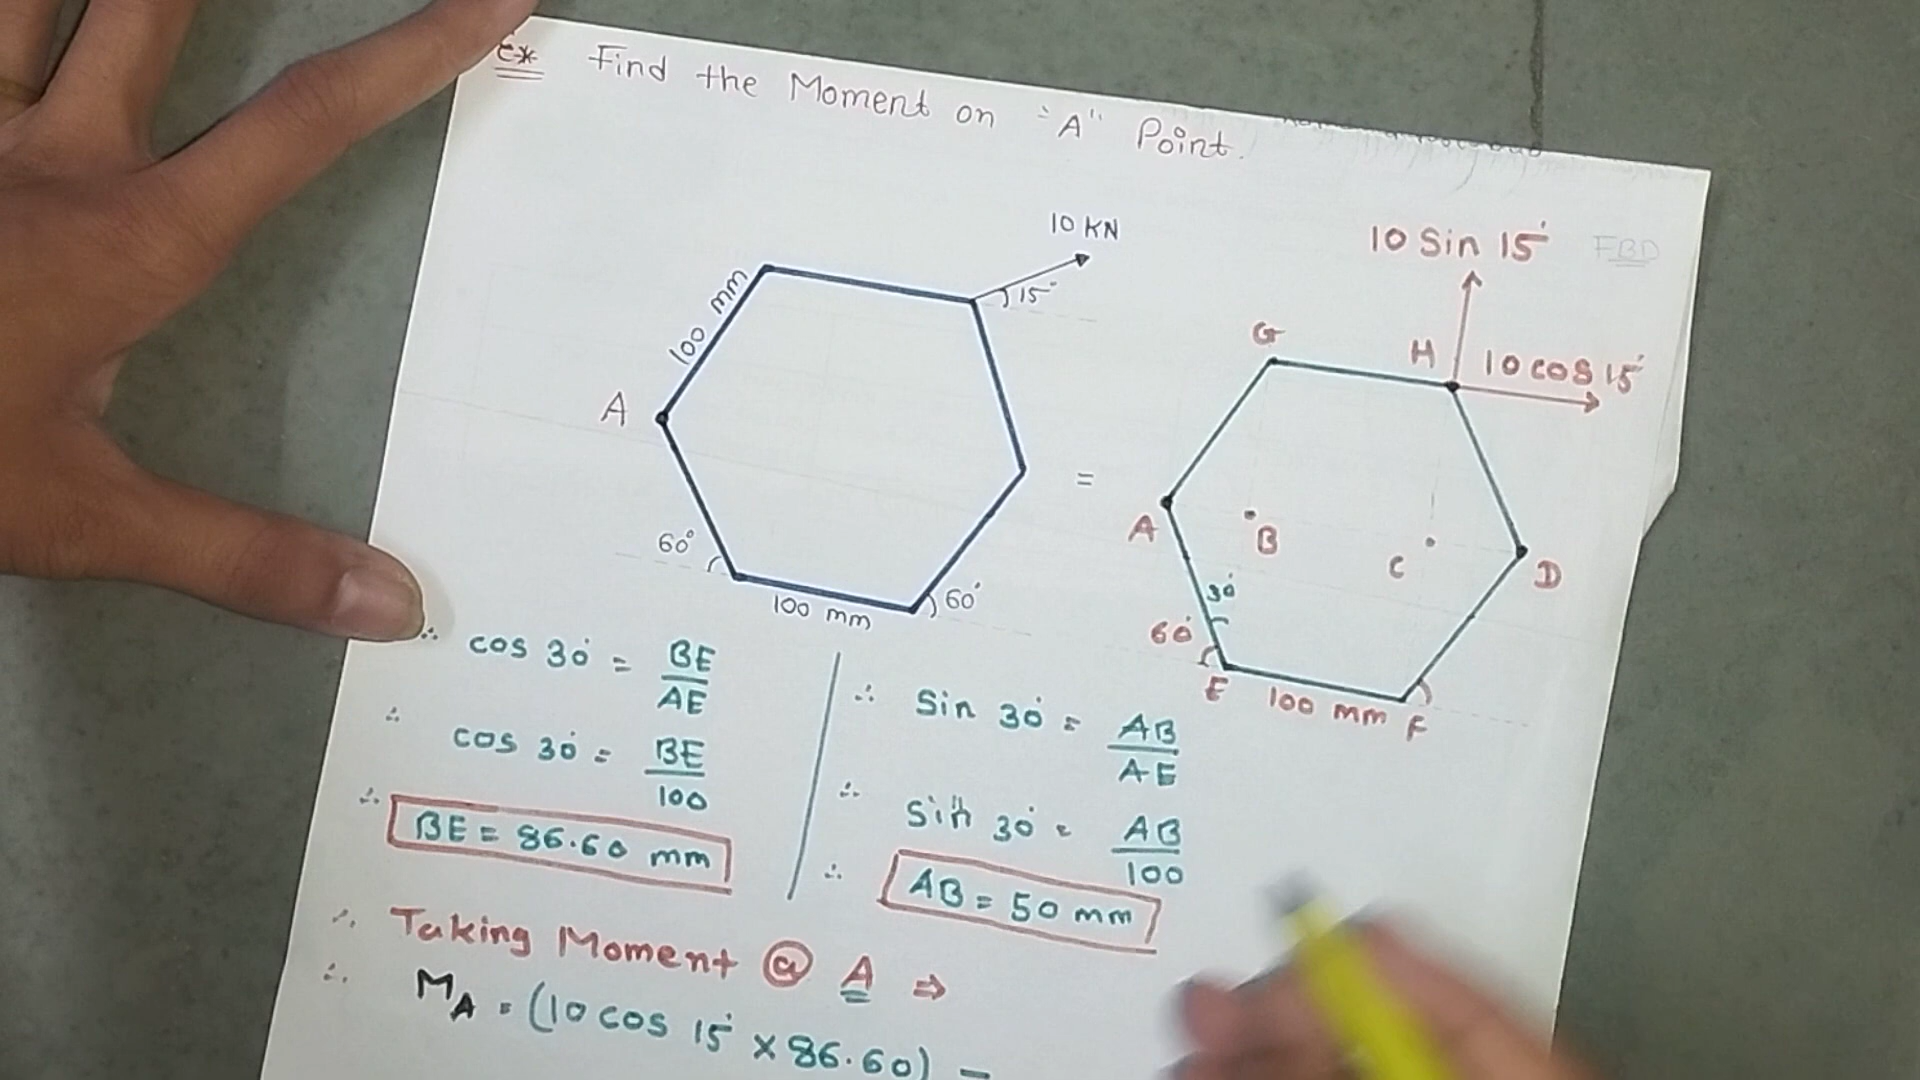 Ex Find the Moment on "A" Point.
10 KN
15°
100 mm
A
60°
100 mm
60°
=
FBD
10 Sin 15°
G
H
10 cos 15°
A
B
C
D
30°
60°
E
100 mm
F
∴ cos 30° = BE/AE
∴ cos 30° = BE/100
∴ BE = 86.60 mm
∴ Sin 30° = AB/AE
∴ Sin 30° = AB/100
∴ AB = 50 mm
∴ Taking Moment @ A ⇒
∴ MA = (10 cos 15° × 86.60) –